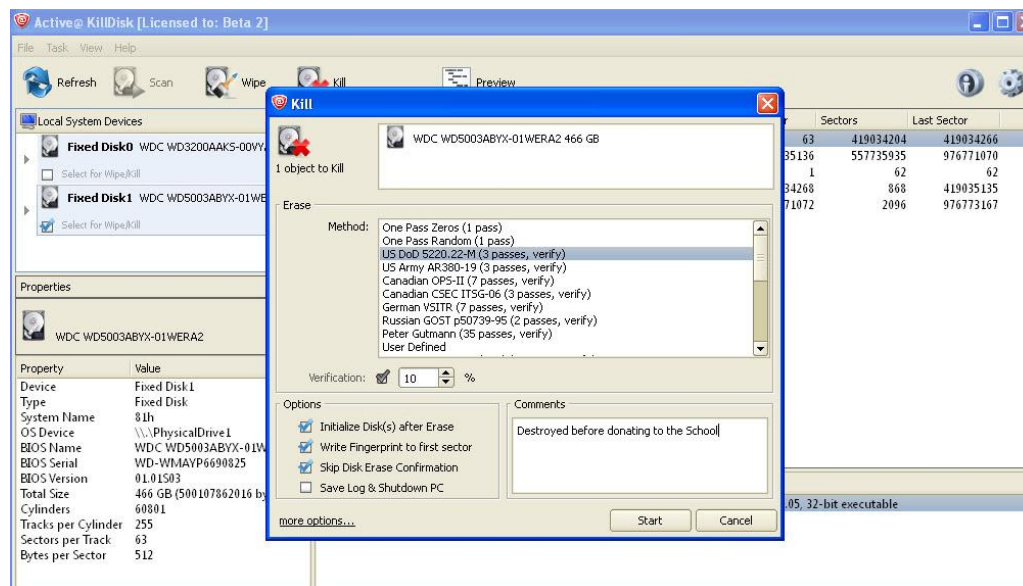 Active@ KillDisk [Licensed to: Beta 2]
File Task View Help
Refresh Scan Wipe Kill Preview
Local System Devices
Fixed Disk0 WDC WD3200AAKS-00VY
Select for Wipe/Kill
Fixed Disk1 WDC WD5003ABYX-01WE
Select for Wipe/Kill
Properties
WDC WD5003ABYX-01WERA2
Property Value
Device Fixed Disk1
Type Fixed Disk
System Name 81h
OS Device \\.\PhysicalDrive1
BIOS Name WDC WD5003ABYX-01W
BIOS Serial WD-WMAYP6690825
BIOS Version 01.01S03
Total Size 466 GB (500107862016 by
Cylinders 60801
Tracks per Cylinder 255
Sectors per Track 63
Bytes per Sector 512
Kill
1 object to Kill
WDC WD5003ABYX-01WERA2 466 GB
Erase
Method:
One Pass Zeros (1 pass)
One Pass Random (1 pass)
US DoD 5220.22-M (3 passes, verify)
US Army AR380-19 (3 passes, verify)
Canadian OPS-II (7 passes, verify)
Canadian CSEC ITSG-06 (3 passes, verify)
German VSITR (7 passes, verify)
Russian GOST p50739-95 (2 passes, verify)
Peter Gutmann (35 passes, verify)
User Defined
Verification: 10 %
Options
Initialize Disk(s) after Erase
Write Fingerprint to first sector
Skip Disk Erase Confirmation
Save Log & Shutdown PC
Comments
Destroyed before donating to the School
more options...
Start Cancel
Sectors Last Sector
63 419034204 419034266
35136 557735935 976771070
1 62 62
34268 868 419035135
71072 2096 976773167
.05, 32-bit executable